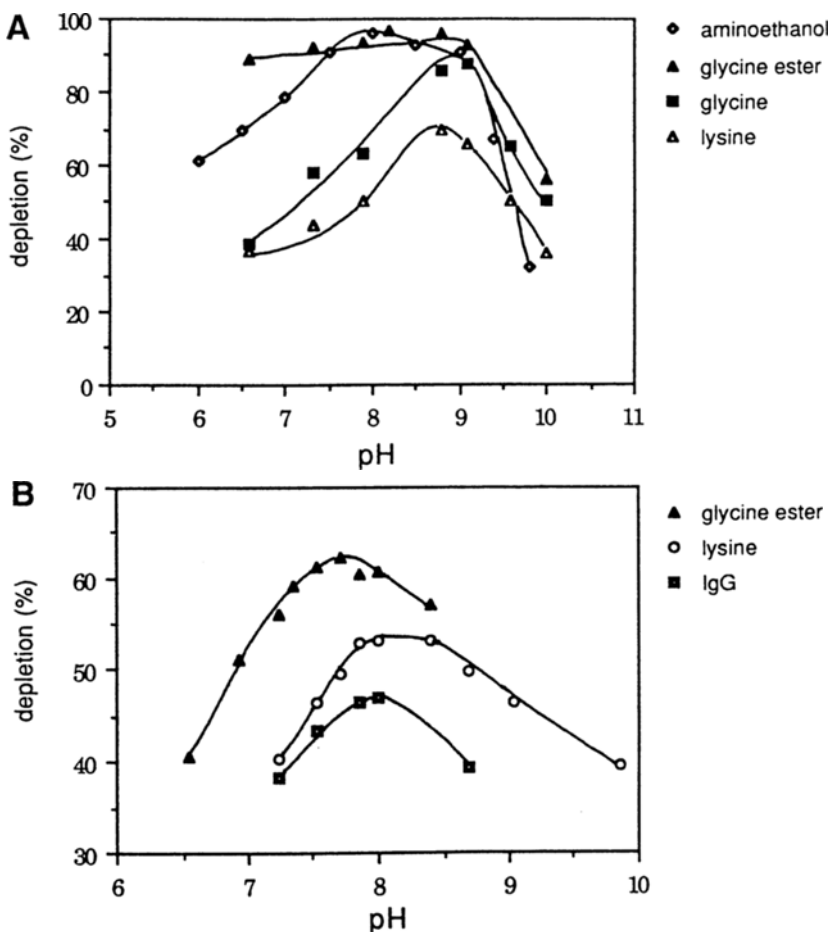 A
depletion (%)
100
80
60
40
20
0
5 6 7 8 9 10 11
pH
aminoethanol
glycine ester
glycine
lysine
B
depletion (%)
70
60
50
40
30
6 7 8 9 10
pH
glycine ester
lysine
IgG